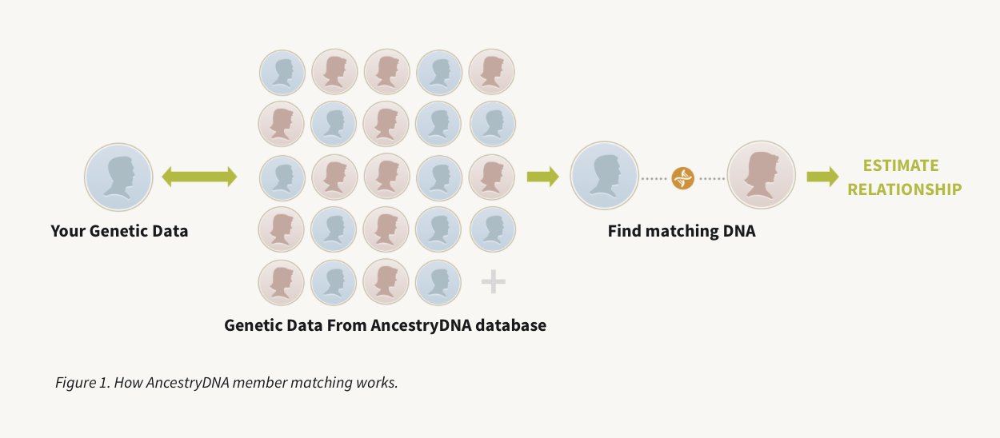 ESTIMATE
RELATIONSHIP
Your Genetic Data
Find matching DNA
Genetic Data From AncestryDNA database
Figure 1. How AncestryDNA member matching works.